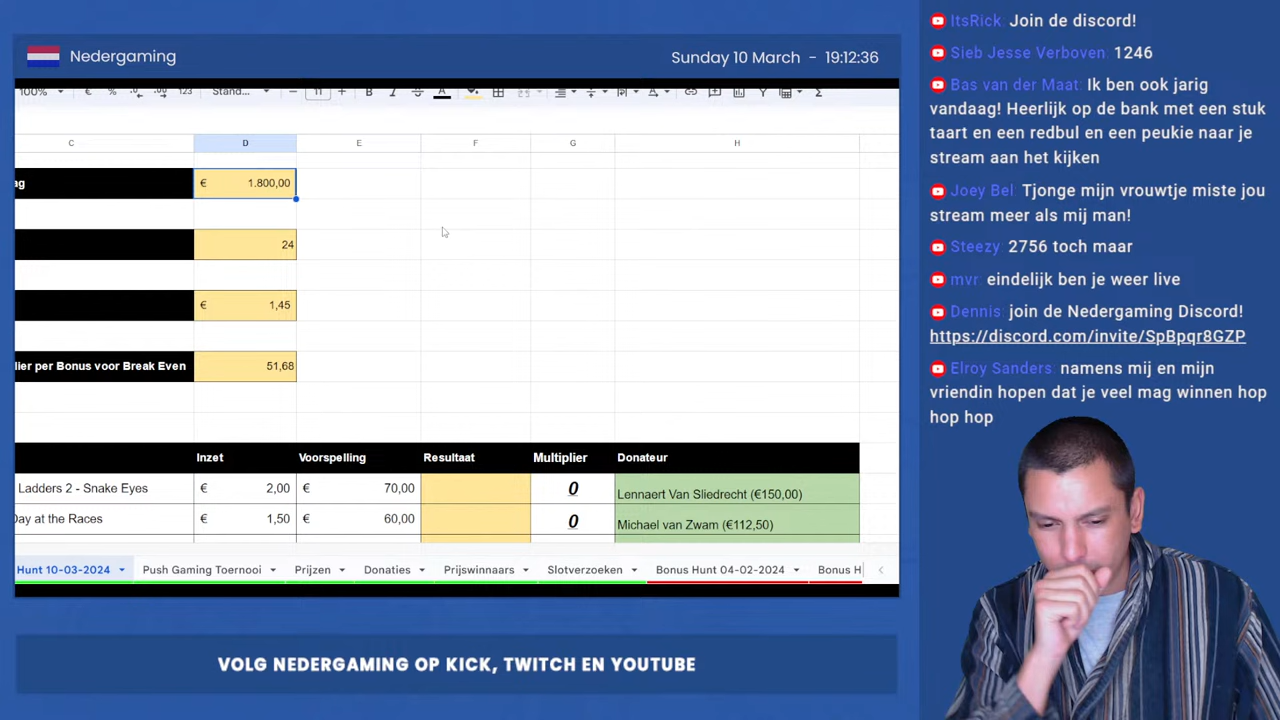 Nedergaming
Sunday 10 March - 19:12:36
100% € % .0 .00 123 Stand... 11 B I A
C D E F G H
ag € 1.800,00
24
€ 1,45
lier per Bonus voor Break Even 51,68
Inzet Voorspelling Resultaat Multiplier Donateur
Ladders 2 - Snake Eyes € 2,00 € 70,00 0 Lennaert Van Sliedrecht (€150,00)
Day at the Races € 1,50 € 60,00 0 Michael van Zwam (€112,50)
Hunt 10-03-2024 Push Gaming Toernooi Prijzen Donaties Prijswinnaars Slotverzoeken Bonus Hunt 04-02-2024 Bonus H
VOLG NEDERGAMING OP KICK, TWITCH EN YOUTUBE
ItsRick: Join de discord!
Sieb Jesse Verboven: 1246
Bas van der Maat: Ik ben ook jarig
vandaag! Heerlijk op de bank met een stuk
taart en een redbul en een peukie naar je
stream aan het kijken
Joey Bel: Tjonge mijn vrouwtje miste jou
stream meer als mij man!
Steezy: 2756 toch maar
mvr: eindelijk ben je weer live
Dennis: join de Nedergaming Discord!
https://discord.com/invite/SpBpqr8GZP
Elroy Sanders: namens mij en mijn
vriendin hopen dat je veel mag winnen hop
hop hop